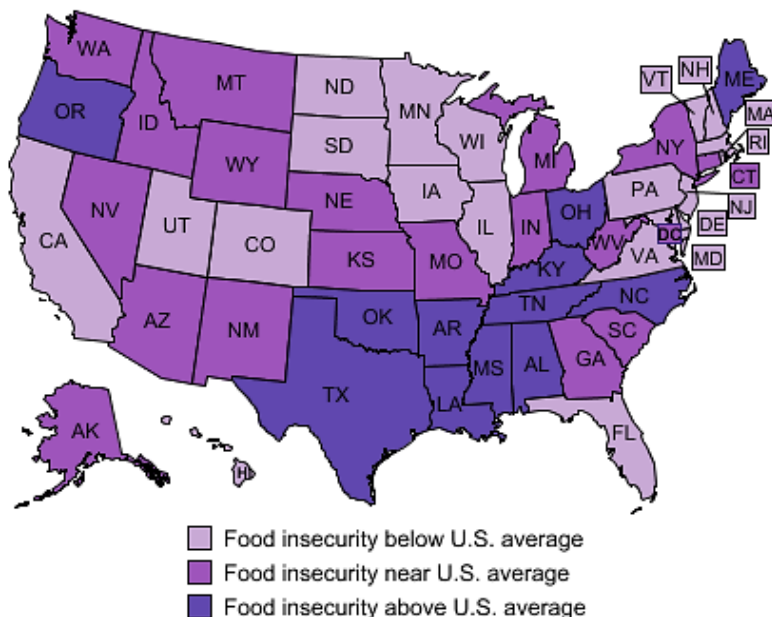 WA
MT
ND
MN
VT
NH
ME
OR
ID
SD
WI
MA
WY
MI
NY
RI
NE
IA
PA
CT
NV
UT
IL
IN
OH
NJ
CA
CO
DC
DE
KS
MO
WV
VA
MD
KY
AZ
NM
OK
AR
TN
NC
SC
TX
MS
AL
GA
LA
AK
FL
HI
Food insecurity below U.S. average
Food insecurity near U.S. average
Food insecurity above U.S. average